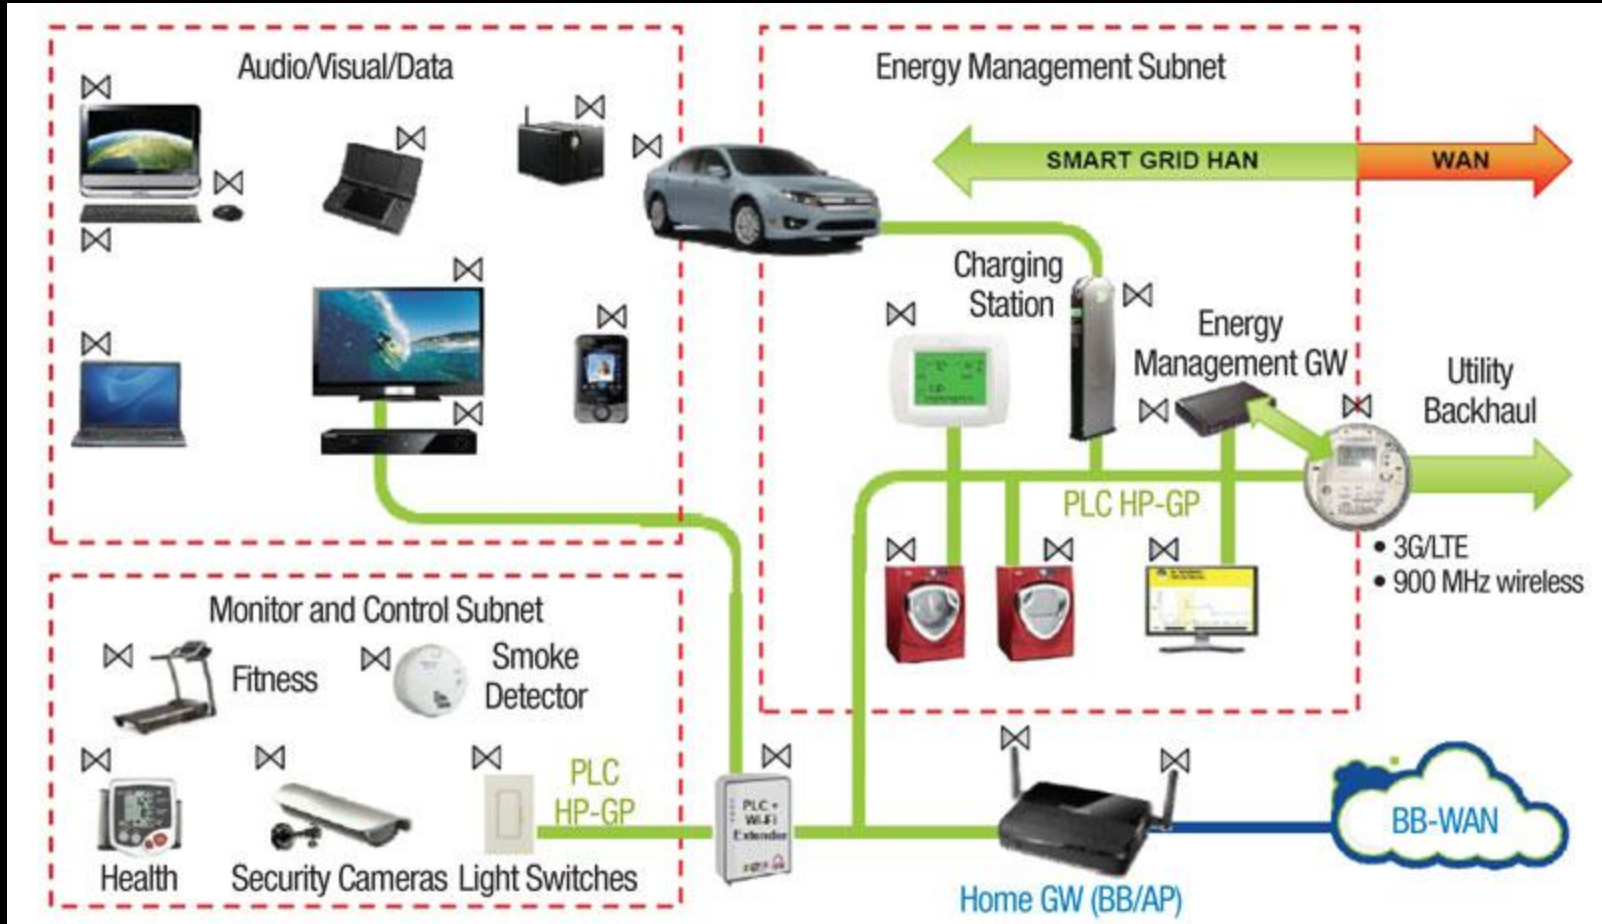 Audio/Visual/Data
Energy Management Subnet
SMART GRID HAN
WAN
Charging
Station
Energy
Management GW
Utility
Backhaul
PLC HP-GP
• 3G/LTE
• 900 MHz wireless
Monitor and Control Subnet
Fitness
Smoke
Detector
PLC
HP-GP
Health
Security Cameras
Light Switches
PLC +
Wi-Fi
Extender
Home GW (BB/AP)
BB-WAN